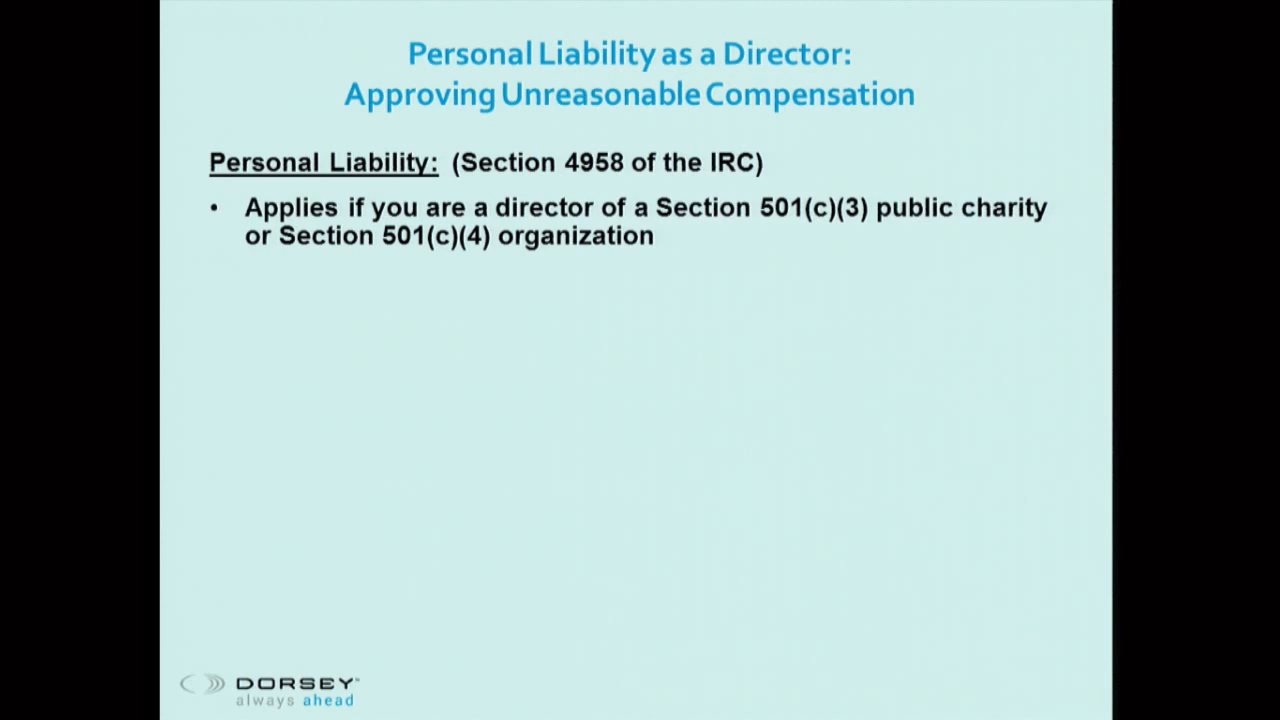 Personal Liability as a Director:
Approving Unreasonable Compensation
Personal Liability: (Section 4958 of the IRC)
• Applies if you are a director of a Section 501(c)(3) public charity
or Section 501(c)(4) organization
DORSEY™
always ahead